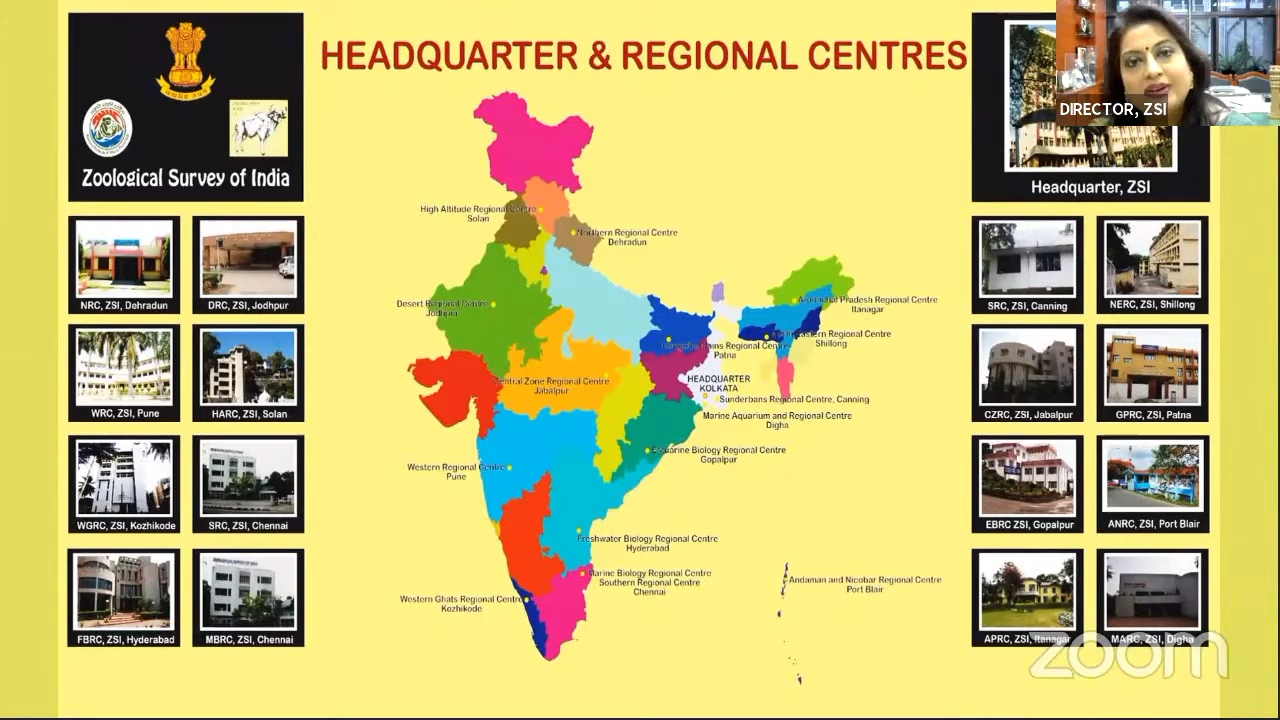 HEADQUARTER & REGIONAL CENTRES
Zoological Survey of India
DIRECTOR, ZSI
Headquarter, ZSI
NRC, ZSI, Dehradun
DRC, ZSI, Jodhpur
WRC, ZSI, Pune
HARC, ZSI, Solan
WGRC, ZSI, Kozhikode
SRC, ZSI, Chennai
FBRC, ZSI, Hyderabad
MBRC, ZSI, Chennai
High Altitude Regional Centre
Solan
Northern Regional Centre
Dehradun
Desert Regional Centre
Jodhpur
Arunachal Pradesh Regional Centre
Itanagar
Eastern Regional Centre
Shillong
Plains Regional Centre
Patna
Central Zone Regional Centre
Jabalpur
HEADQUARTER
KOLKATA
Sunderbans Regional Centre, Canning
Marine Aquarium and Regional Centre
Digha
Estuarine Biology Regional Centre
Gopalpur
Western Regional Centre
Pune
Freshwater Biology Regional Centre
Hyderabad
Marine Biology Regional Centre
Southern Regional Centre
Chennai
Andaman and Nicobar Regional Centre
Port Blair
Western Ghats Regional Centre
Kozhikode
SRC, ZSI, Canning
NERC, ZSI, Shillong
CZRC, ZSI, Jabalpur
GPRC, ZSI, Patna
EBRC ZSI, Gopalpur
ANRC, ZSI, Port Blair
APRC, ZSI, Itanagar
MARC, ZSI, Digha
zoom